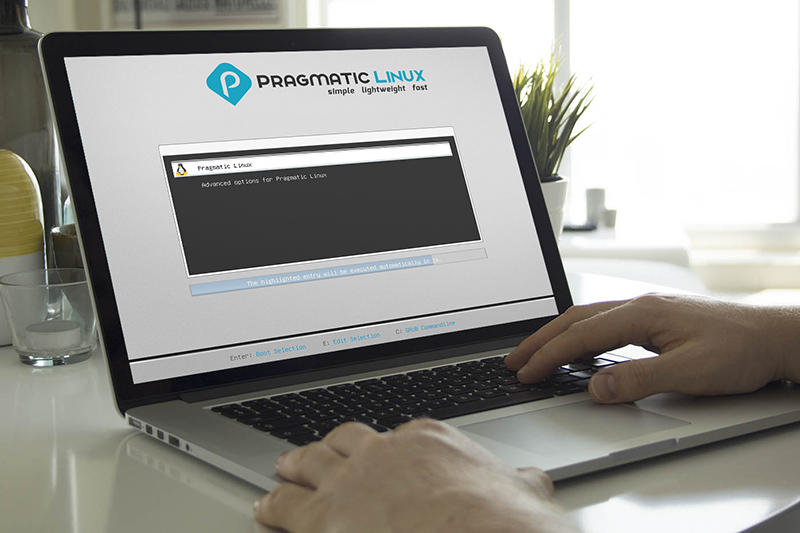 PRAGMATIC LINUX
simple lightweight fast
Pragmatic Linux
Advanced options for Pragmatic Linux
The highlighted entry will be executed automatically in
Enter: Boot Selection E: Edit Selection C: GRUB Commandline